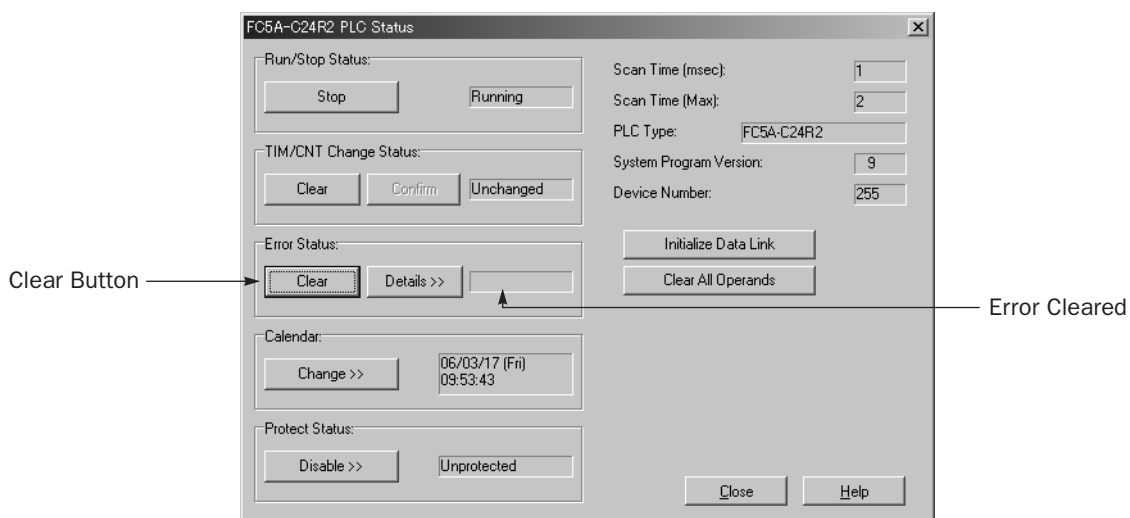 FC5A-C24R2 PLC Status
Run/Stop Status:
Stop
Running
TIM/CNT Change Status:
Clear
Confirm
Unchanged
Error Status:
Clear
Details >>
Calendar:
Change >>
06/03/17 (Fri)
09:53:43
Protect Status:
Disable >>
Unprotected
Scan Time (msec):
1
Scan Time (Max):
2
PLC Type:
FC5A-C24R2
System Program Version:
9
Device Number:
255
Initialize Data Link
Clear All Operands
Close
Help
Clear Button
Error Cleared